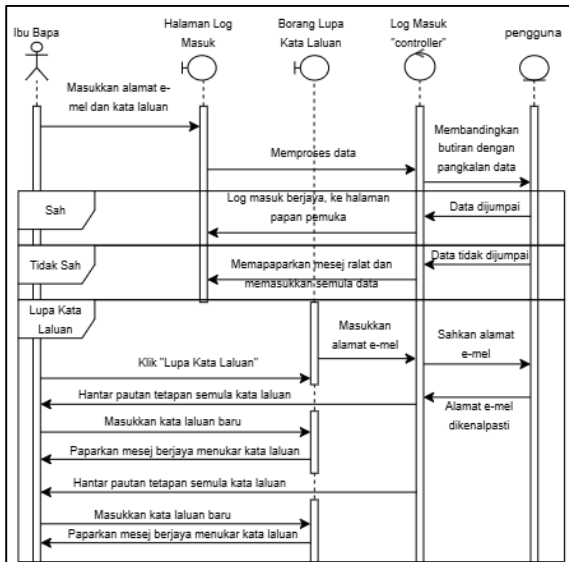 Ibu Bapa
Halaman Log
Masuk
Borang Lupa
Kata Laluan
Log Masuk
"controller"
pengguna
Masukkan alamat e-
mel dan kata laluan
Memproses data
Membandingkan
butiran dengan
pangkalan data
Sah
Log masuk berjaya, ke halaman
papan pemuka
Data dijumpai
Tidak Sah
Memapaparkan mesej ralat dan
memasukkan semula data
Data tidak dijumpai
Lupa Kata
Laluan
Masukkan
alamat e-mel
Sahkan alamat
e-mel
Klik "Lupa Kata Laluan"
Hantar pautan tetapan semula kata laluan
Alamat e-mel
dikenalpasti
Masukkan kata laluan baru
Paparkan mesej berjaya menukar kata laluan
Hantar pautan tetapan semula kata laluan
Masukkan kata laluan baru
Paparkan mesej berjaya menukar kata laluan